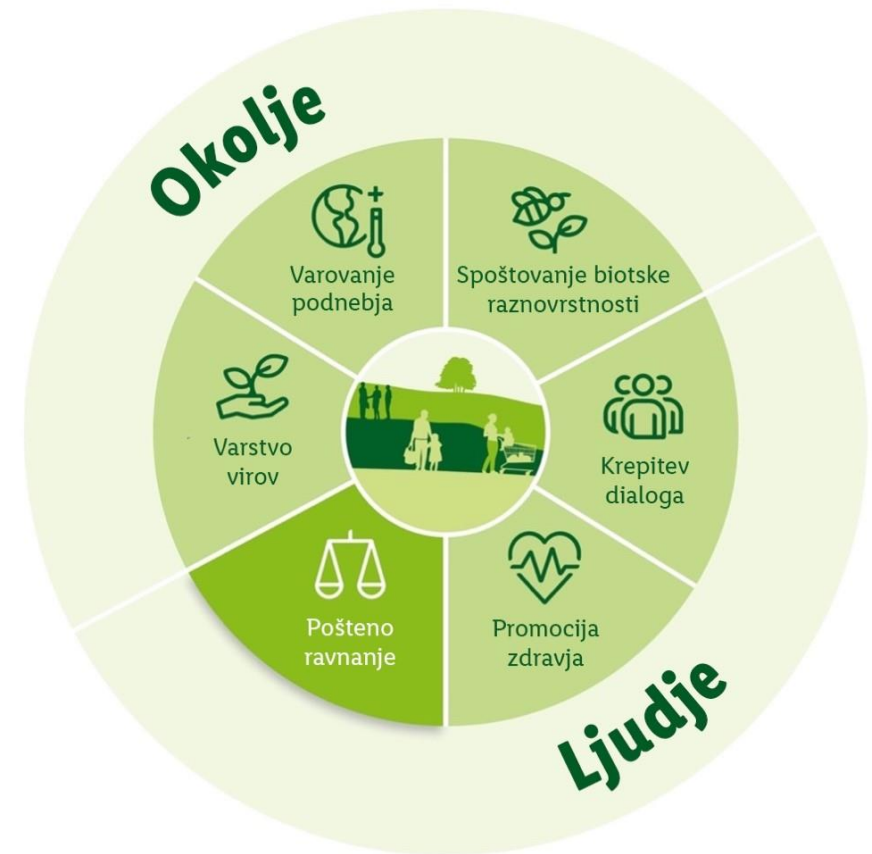 Okolje
Varovanje
podnebja
Spoštovanje biotske
raznovrstnosti
Varstvo
virov
Krepitev
dialoga
Pošteno
ravnanje
Promocija
zdravja
Ljudje